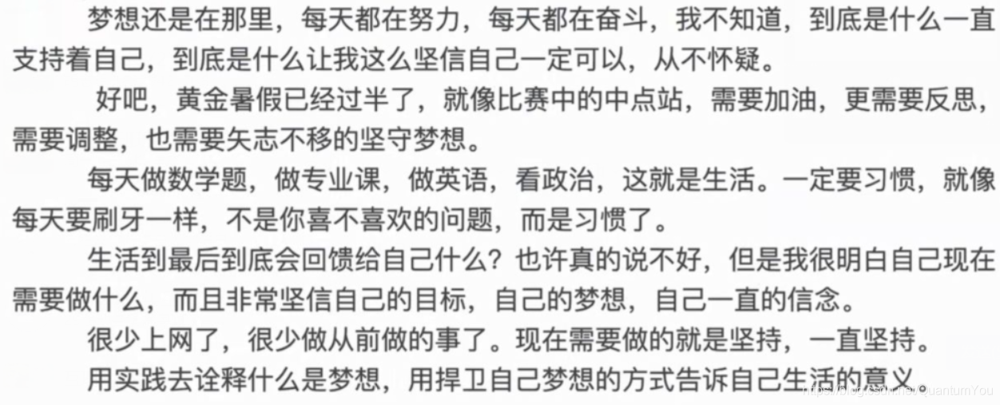 梦想还是在那里，每天都在努力，每天都在奋斗，我不知道，到底是什么一直
支持着自己，到底是什么让我这么坚信自己一定可以，从不怀疑。
好吧，黄金暑假已经过半了，就像比赛中的中点站，需要加油，更需要反思，
需要调整，也需要矢志不移的坚守梦想。
每天做数学题，做专业课，做英语，看政治，这就是生活。一定要习惯，就像
每天要刷牙一样，不是你喜不喜欢的问题，而是习惯了。
生活到最后到底会回馈给自己什么？也许真的说不好，但是我很明白自己现在
需要做什么，而且非常坚信自己的目标，自己的梦想，自己一直的信念。
很少上网了，很少做从前做的事了。现在需要做的就是坚持，一直坚持。
用实践去诠释什么是梦想，用捍卫自己梦想的方式告诉自己生活的意义。
https://blog.csdn.net/QuantumYou